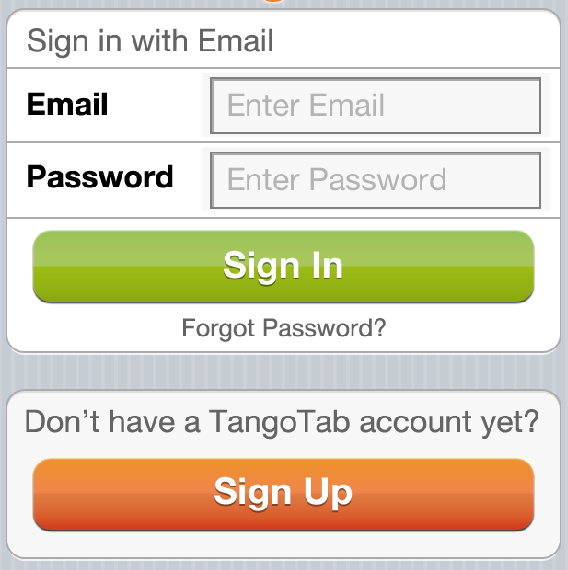 Sign in with Email
Email Enter Email
Password Enter Password
Sign In
Forgot Password?
Don't have a TangoTab account yet?
Sign Up